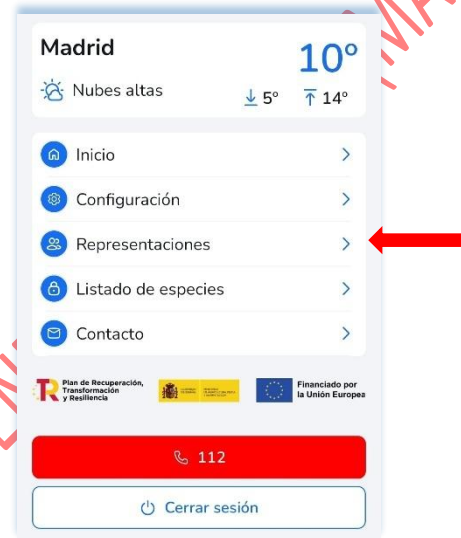 Madrid
10°
Nubes altas
5° 14°
Inicio
Configuración
Representaciones
Listado de especies
Contacto
Plan de Recuperación,
Transformación
y Resiliencia
Financiado por
la Unión Europea
112
Cerrar sesión